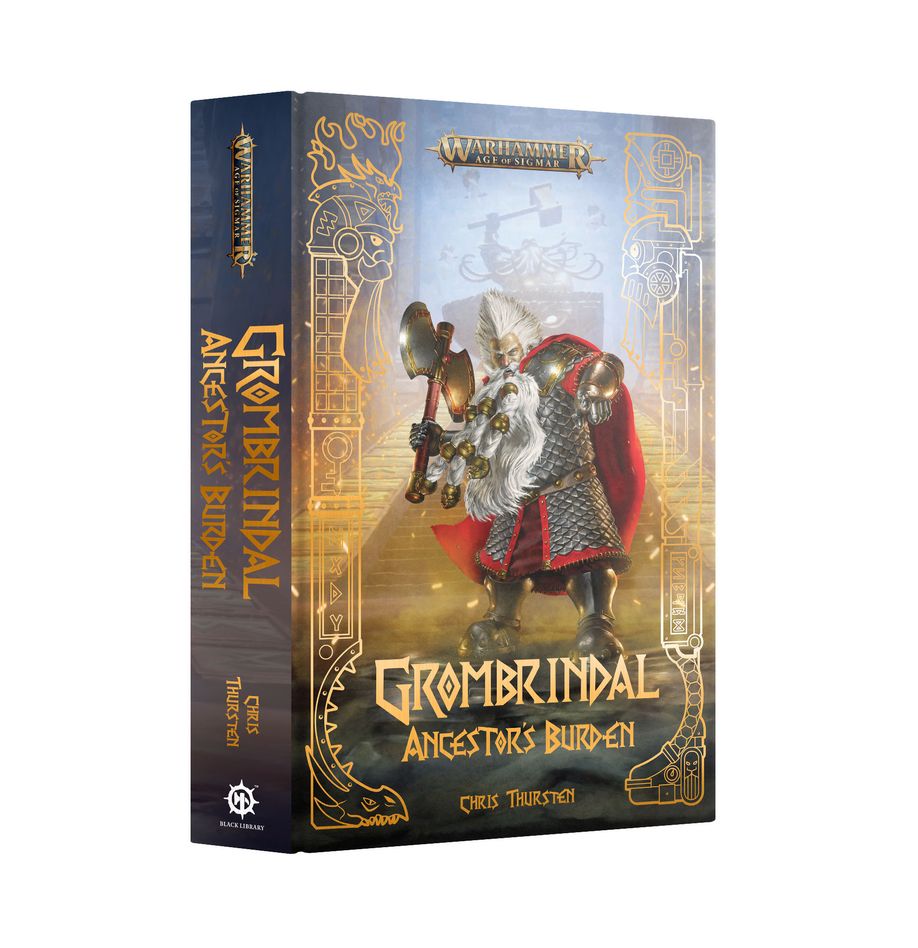 WARHAMMER
AGE OF SIGMAR
GROMBRINDAL
ANCESTOR'S BURDEN
CHRIS
THURSTEN
BLACK LIBRARY
WARHAMMER
AGE OF SIGMAR
GROMBRINDAL
ANCESTOR'S BURDEN
CHRIS THURSTEN